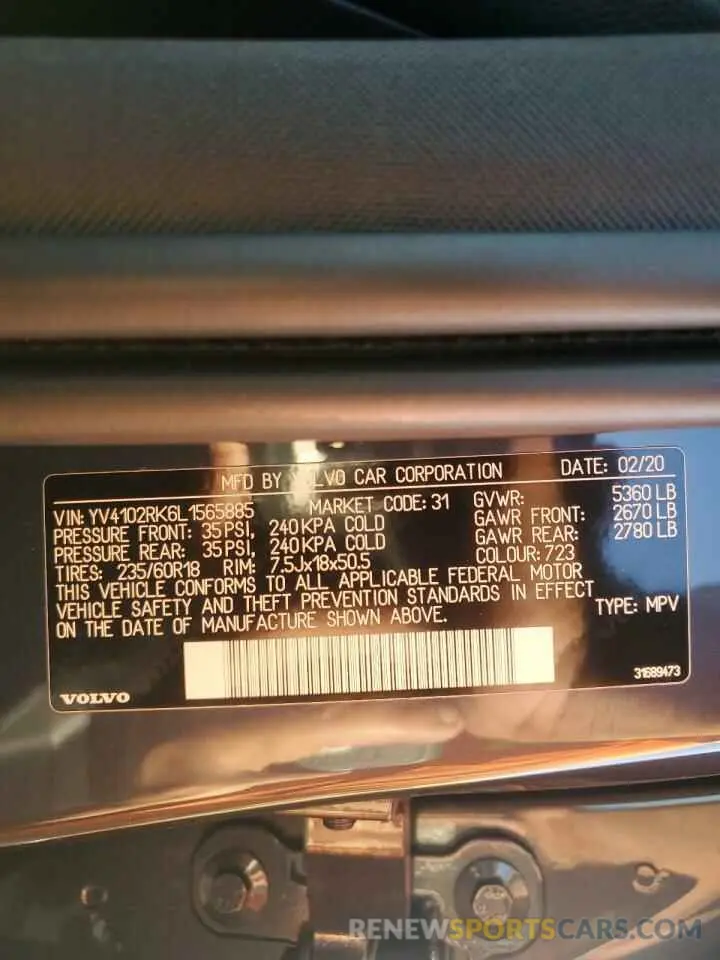 MFD BY VOLVO CAR CORPORATION DATE: 02/20
VIN: YV4102RK6L1565885 MARKET CODE: 31 GVWR: 5360 LB
PRESSURE FRONT: 35 PSI, 240 KPA COLD GAWR FRONT: 2670 LB
PRESSURE REAR: 35 PSI, 240 KPA COLD GAWR REAR: 2780 LB
TIRES: 235/60R18 RIM: 7.5Jx18x50.5 COLOUR: 723
THIS VEHICLE CONFORMS TO ALL APPLICABLE FEDERAL MOTOR
VEHICLE SAFETY AND THEFT PREVENTION STANDARDS IN EFFECT
ON THE DATE OF MANUFACTURE SHOWN ABOVE. TYPE: MPV
VOLVO 31689473
RENEWSPORTSCARS.COM